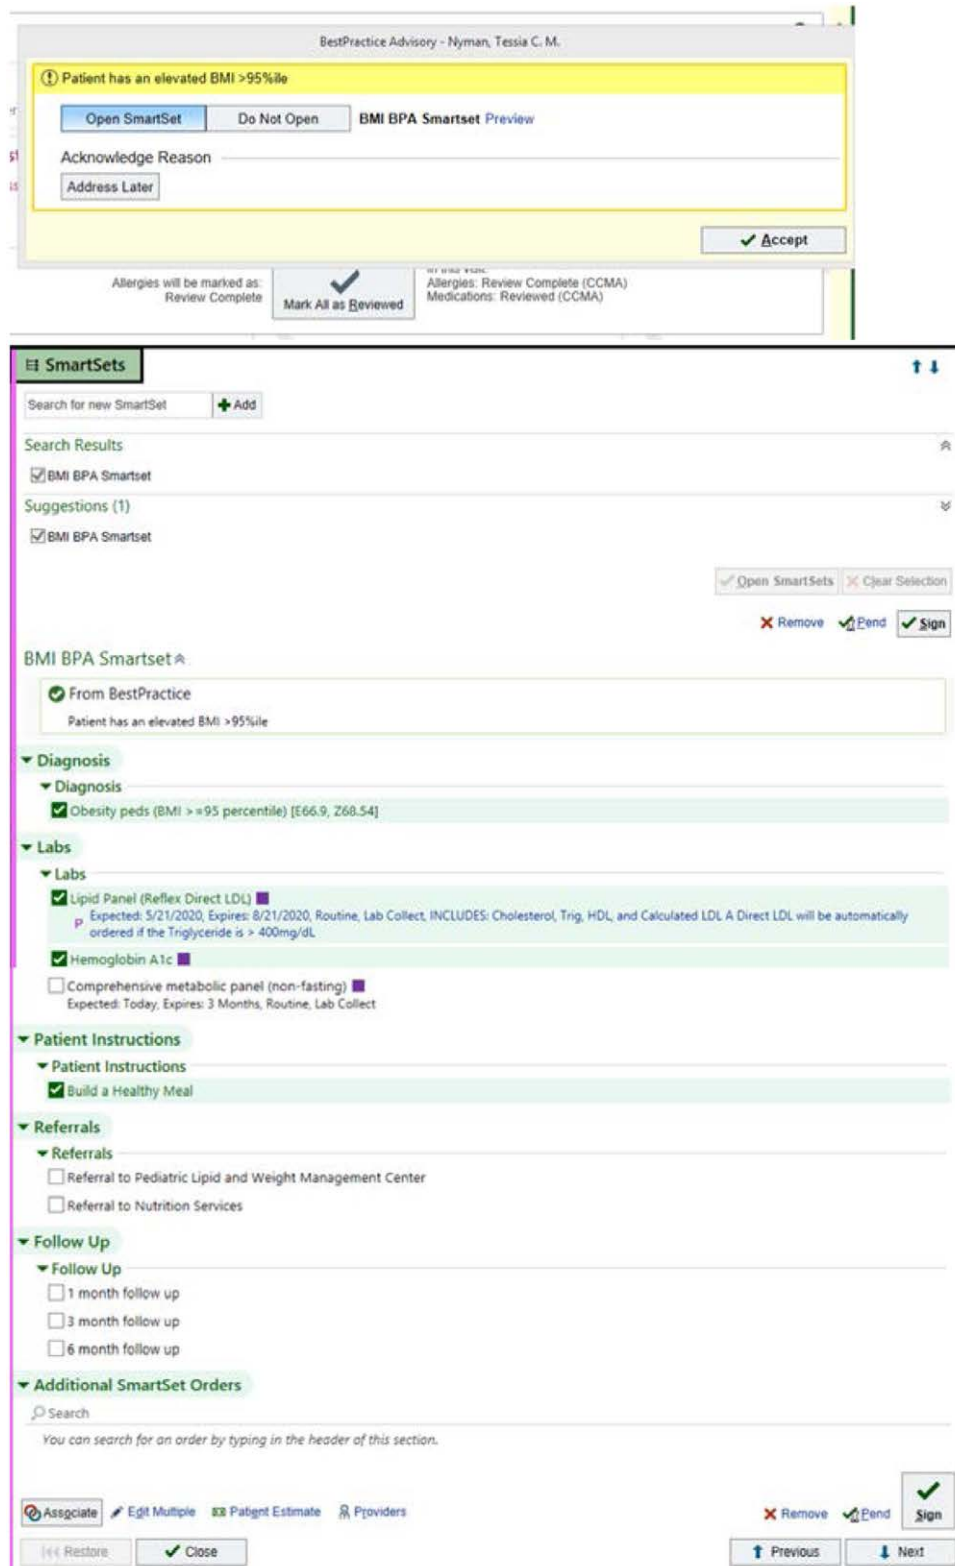 BestPractice Advisory - Nyman, Tessia C. M.
Patient has an elevated BMI >95%ile
Open SmartSet Do Not Open BMI BPA Smartset Preview
Acknowledge Reason
Address Later
Accept
Allergies will be marked as:
Review Complete
Mark All as Reviewed
Allergies: Review Complete (CCMA)
Medications: Reviewed (CCMA)
SmartSets
Search for new SmartSet Add
Search Results
BMI BPA Smartset
Suggestions (1)
BMI BPA Smartset
Open SmartSets Clear Selection
Remove Pend Sign
BMI BPA Smartset
From BestPractice
Patient has an elevated BMI >95%ile
Diagnosis
Diagnosis
Obesity peds (BMI >=95 percentile) [E66.9, Z68.54]
Labs
Labs
Lipid Panel (Reflex Direct LDL)
P Expected: 5/21/2020, Expires: 8/21/2020, Routine, Lab Collect, INCLUDES: Cholesterol, Trig, HDL, and Calculated LDL A Direct LDL will be automatically
ordered if the Triglyceride is > 400mg/dL
Hemoglobin A1c
Comprehensive metabolic panel (non-fasting)
Expected: Today, Expires: 3 Months, Routine, Lab Collect
Patient Instructions
Patient Instructions
Build a Healthy Meal
Referrals
Referrals
Referral to Pediatric Lipid and Weight Management Center
Referral to Nutrition Services
Follow Up
Follow Up
1 month follow up
3 month follow up
6 month follow up
Additional SmartSet Orders
Search
You can search for an order by typing in the header of this section.
Associate Edit Multiple Patient Estimate Providers Remove Pend Sign
Restore Close Previous Next